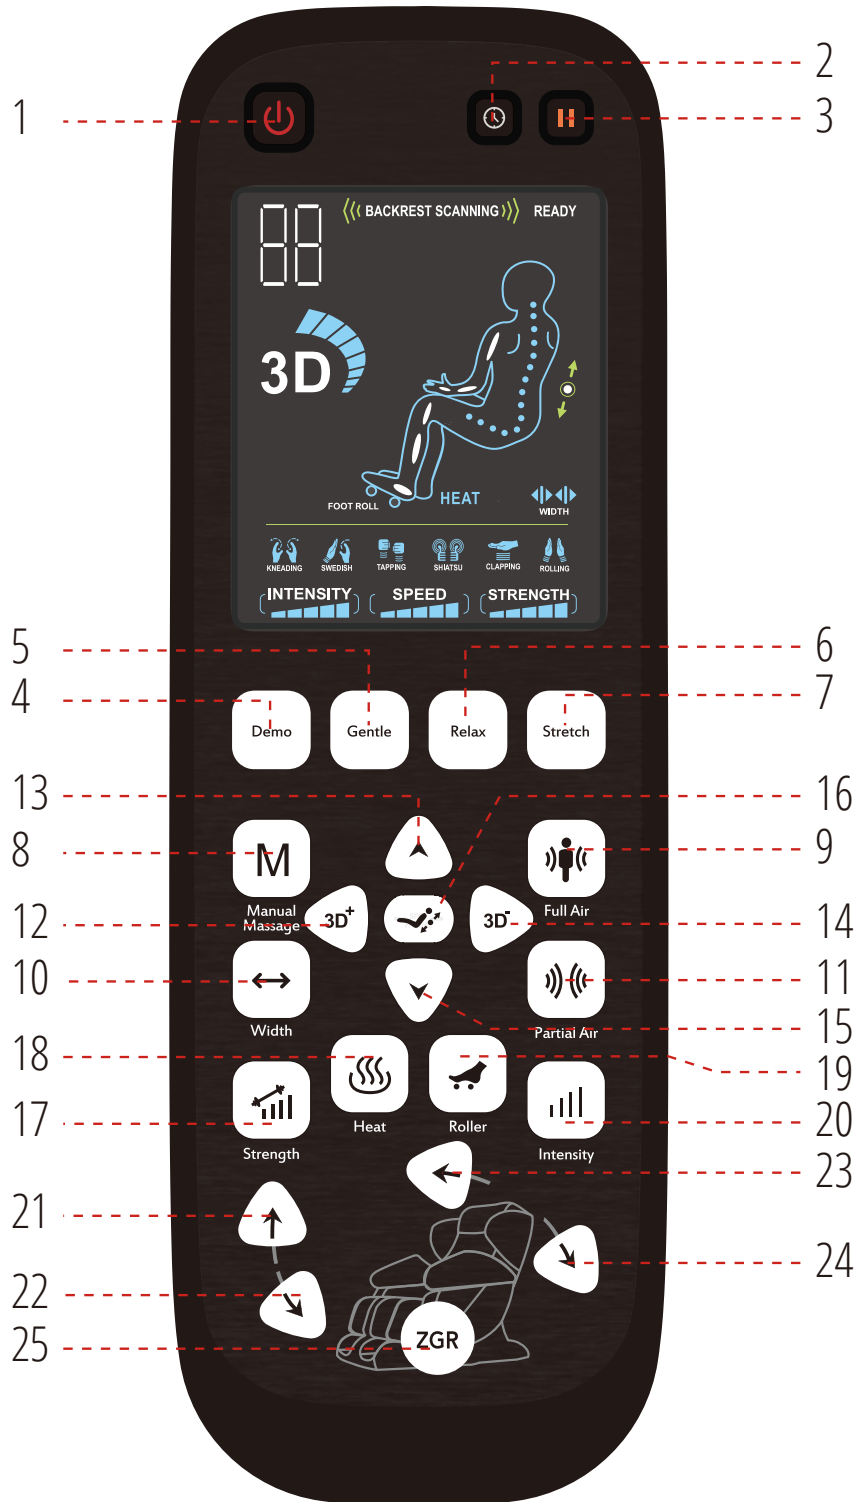 2
1
3
BACKREST SCANNING READY
3D
HEAT
FOOT ROLL
WIDTH
KNEADING SWEDISH TAPPING SHIATSU CLAPPING ROLLING
INTENSITY SPEED STRENGTH
5
6
4
7
Demo Gentle Relax Stretch
13
16
8
M
9
Manual
Massage
Full Air
12
3D+
3D-
14
10
11
Width
Partial Air
15
18
19
17
20
Heat
Roller
Strength
Intensity
23
21
24
22
25
ZGR